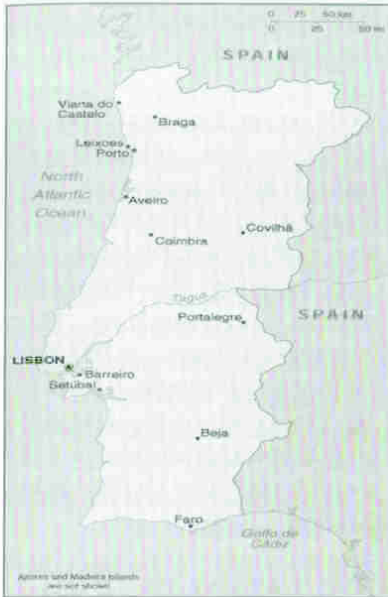 0 25 50 km
0 25 50 mi
SPAIN
Viana do
Castelo
Braga
Leixoes
Porto
North
Atlantic
Ocean
Aveiro
Covilhã
Coimbra
Tagus
Portalegre
SPAIN
LISBON
Barreiro
Setúbal
Beja
Faro
Golfo de
Cádiz
Azores and Madeira Islands
are not shown